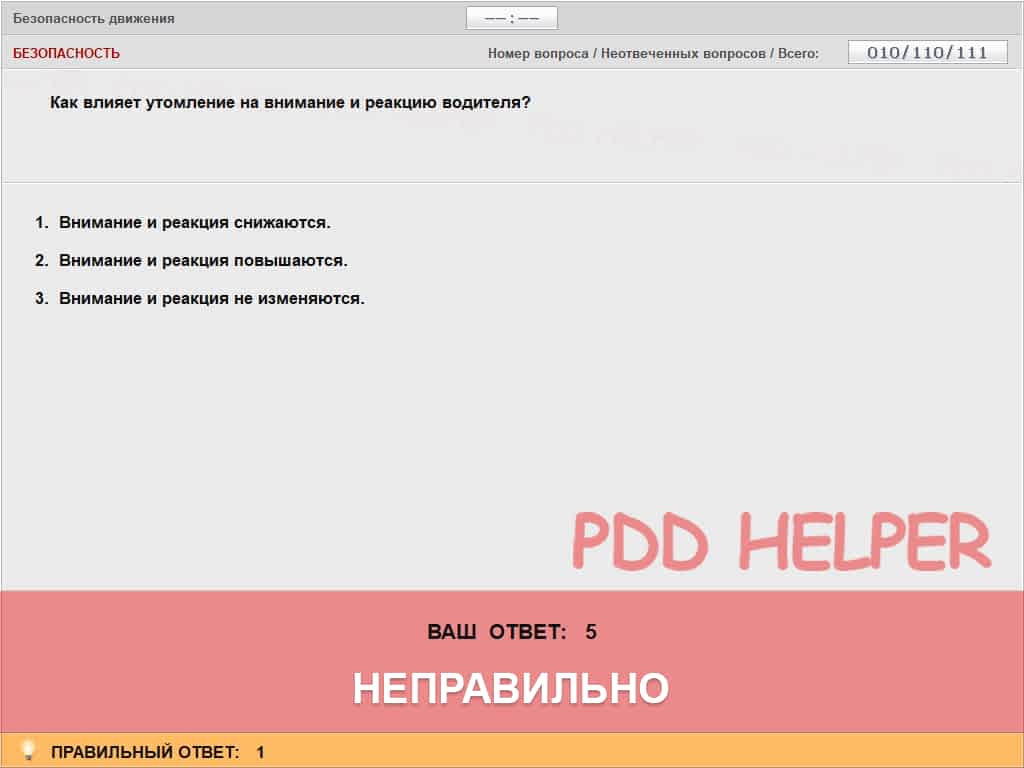 Безопасность движения
—— : ——
БЕЗОПАСНОСТЬ
Номер вопроса / Неотвеченных вопросов / Всего: 010/110/111
Как влияет утомление на внимание и реакцию водителя?
1. Внимание и реакция снижаются.
2. Внимание и реакция повышаются.
3. Внимание и реакция не изменяются.
PDD HELPER
ВАШ ОТВЕТ: 5
НЕПРАВИЛЬНО
ПРАВИЛЬНЫЙ ОТВЕТ: 1